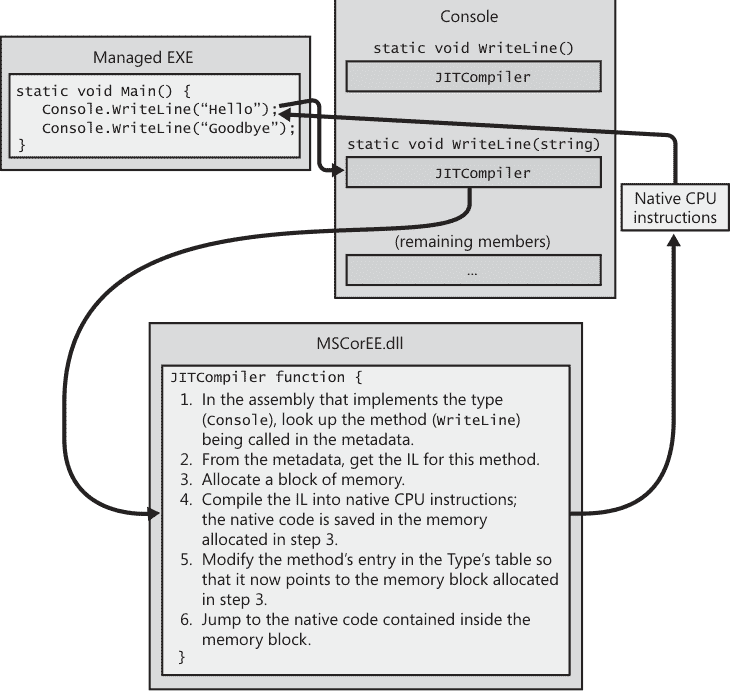 Console
static void WriteLine()
JITCompiler
Managed EXE
static void Main() {
Console.WriteLine(“Hello”);
Console.WriteLine(“Goodbye”);
}
static void WriteLine(string)
JITCompiler
Native CPU
instructions
(remaining members)
...
MSCorEE.dll
JITCompiler function {
1. In the assembly that implements the type
(Console), look up the method (WriteLine)
being called in the metadata.
2. From the metadata, get the IL for this method.
3. Allocate a block of memory.
4. Compile the IL into native CPU instructions;
the native code is saved in the memory
allocated in step 3.
5. Modify the method’s entry in the Type’s table so
that it now points to the memory block allocated
in step 3.
6. Jump to the native code contained inside the
memory block.
}